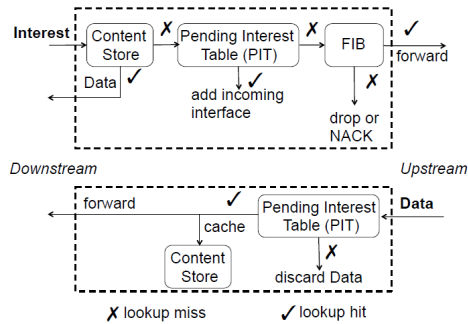 Interest
Content
Store
✗
Pending Interest
Table (PIT)
✗
FIB
✓
forward
Data ✓
✓
add incoming
interface
✗
drop or
NACK
Downstream
Upstream
forward
✓
cache
Pending Interest
Table (PIT)
Data
Content
Store
✗
discard Data
✗ lookup miss
✓ lookup hit